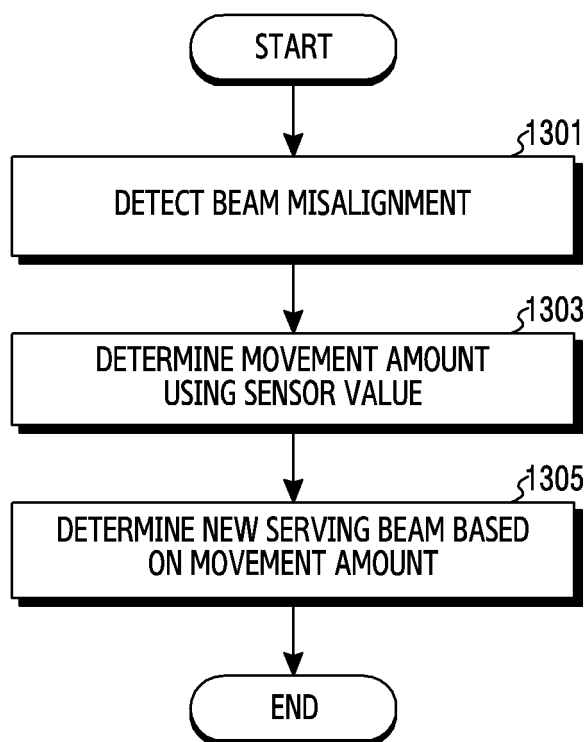 START
1301
DETECT BEAM MISALIGNMENT
1303
DETERMINE MOVEMENT AMOUNT
USING SENSOR VALUE
1305
DETERMINE NEW SERVING BEAM BASED
ON MOVEMENT AMOUNT
END